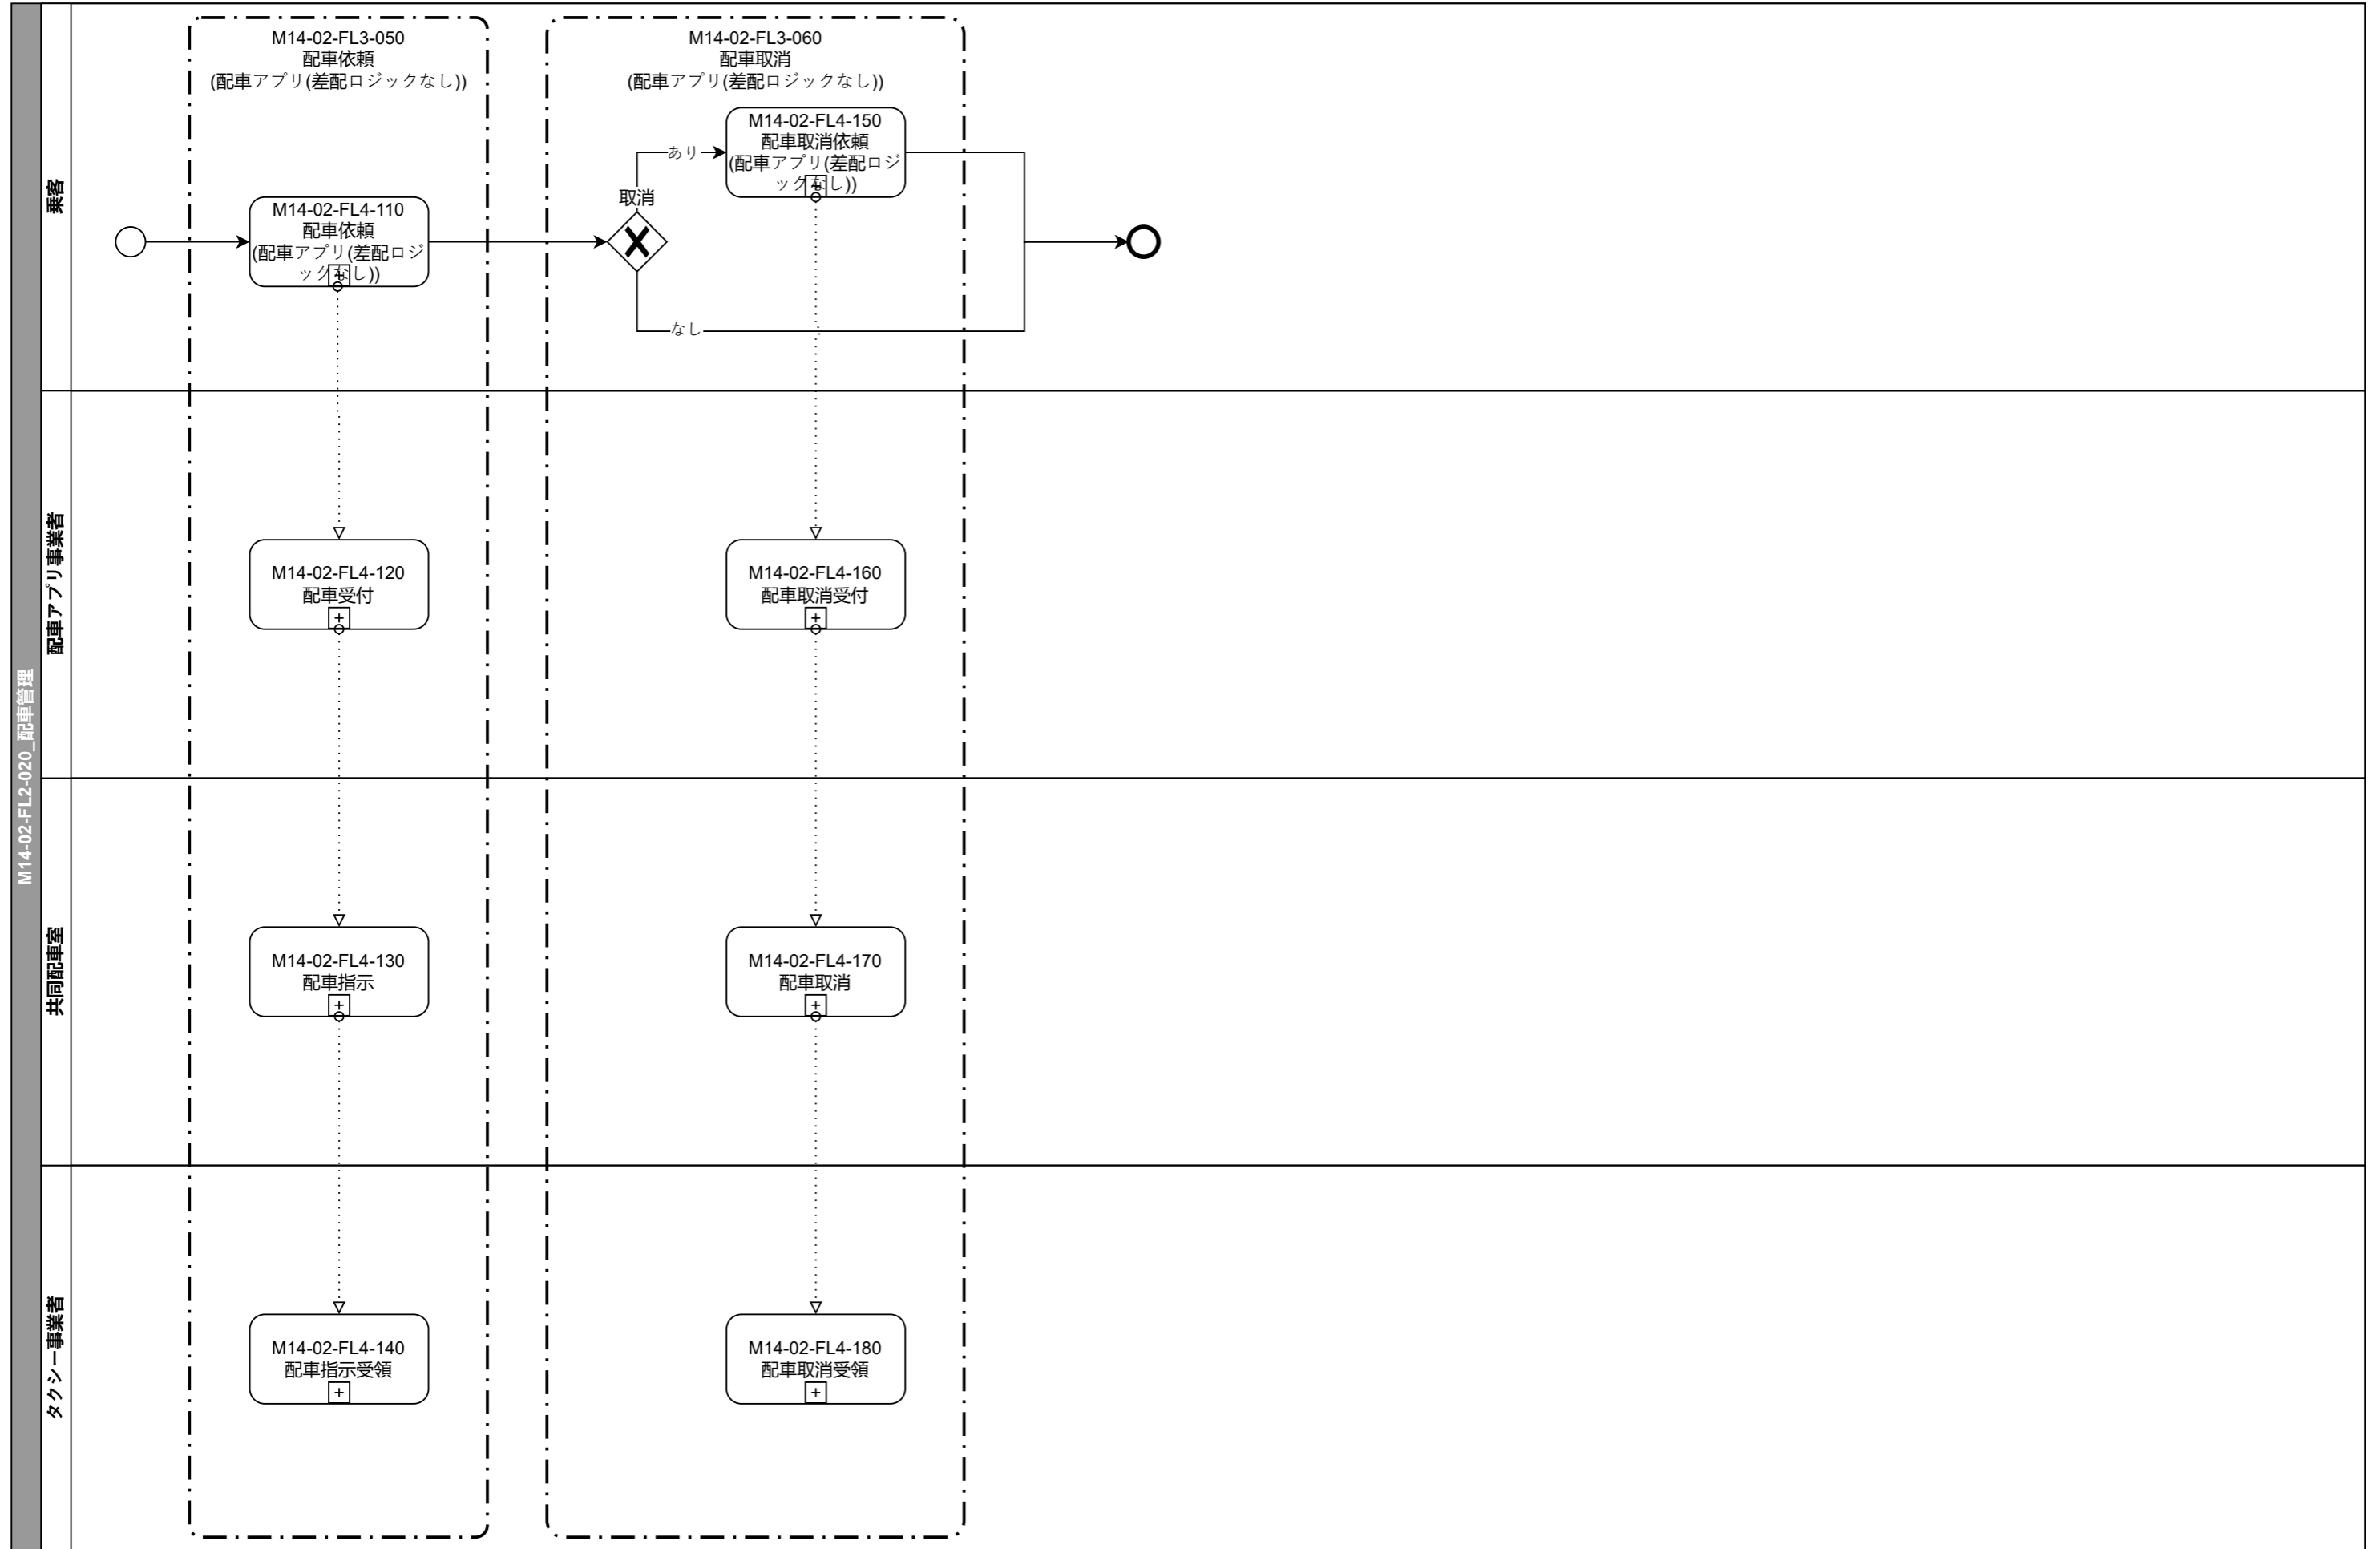 M14-02-FL2-020_配車管理
乗客
M14-02-FL3-050
配車依頼
(配車アプリ(差配ロジックなし))
M14-02-FL3-060
配車取消
(配車アプリ(差配ロジックなし))
M14-02-FL4-110
配車依頼
(配車アプリ(差配ロジ
ックなし))
取消
あり
なし
M14-02-FL4-150
配車取消依頼
(配車アプリ(差配ロジ
ックなし))
配車アプリ事業者
M14-02-FL4-120
配車受付
M14-02-FL4-160
配車取消受付
共同配車室
M14-02-FL4-130
配車指示
M14-02-FL4-170
配車取消
タクシー事業者
M14-02-FL4-140
配車指示受領
M14-02-FL4-180
配車取消受領